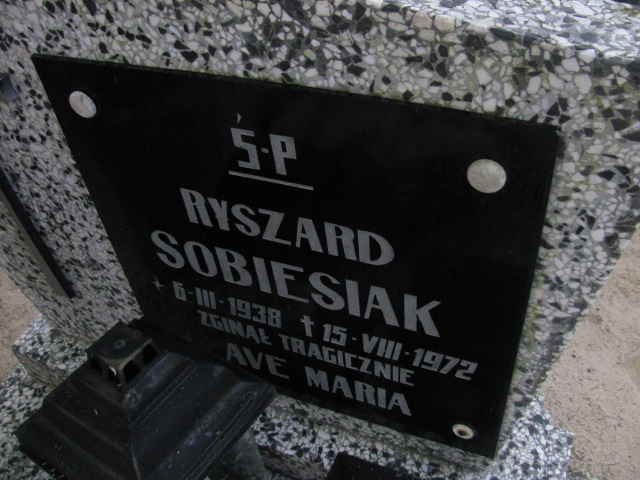 Ś-P
RYSZARD
SOBIESIAK
* 6-III-1938 † 15-VIII-1972
ZGINĄŁ TRAGICZNIE
AVE MARIA